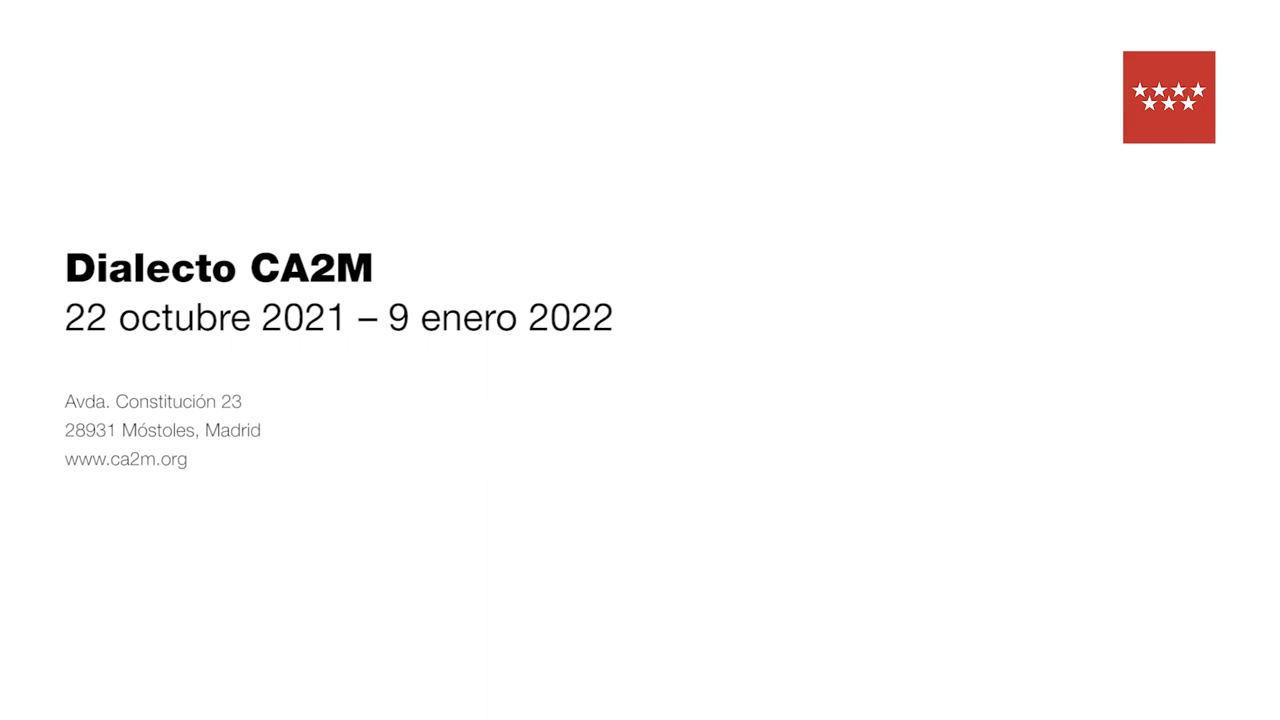 Dialecto CA2M
22 octubre 2021 – 9 enero 2022
Avda. Constitución 23
28931 Móstoles, Madrid
www.ca2m.org